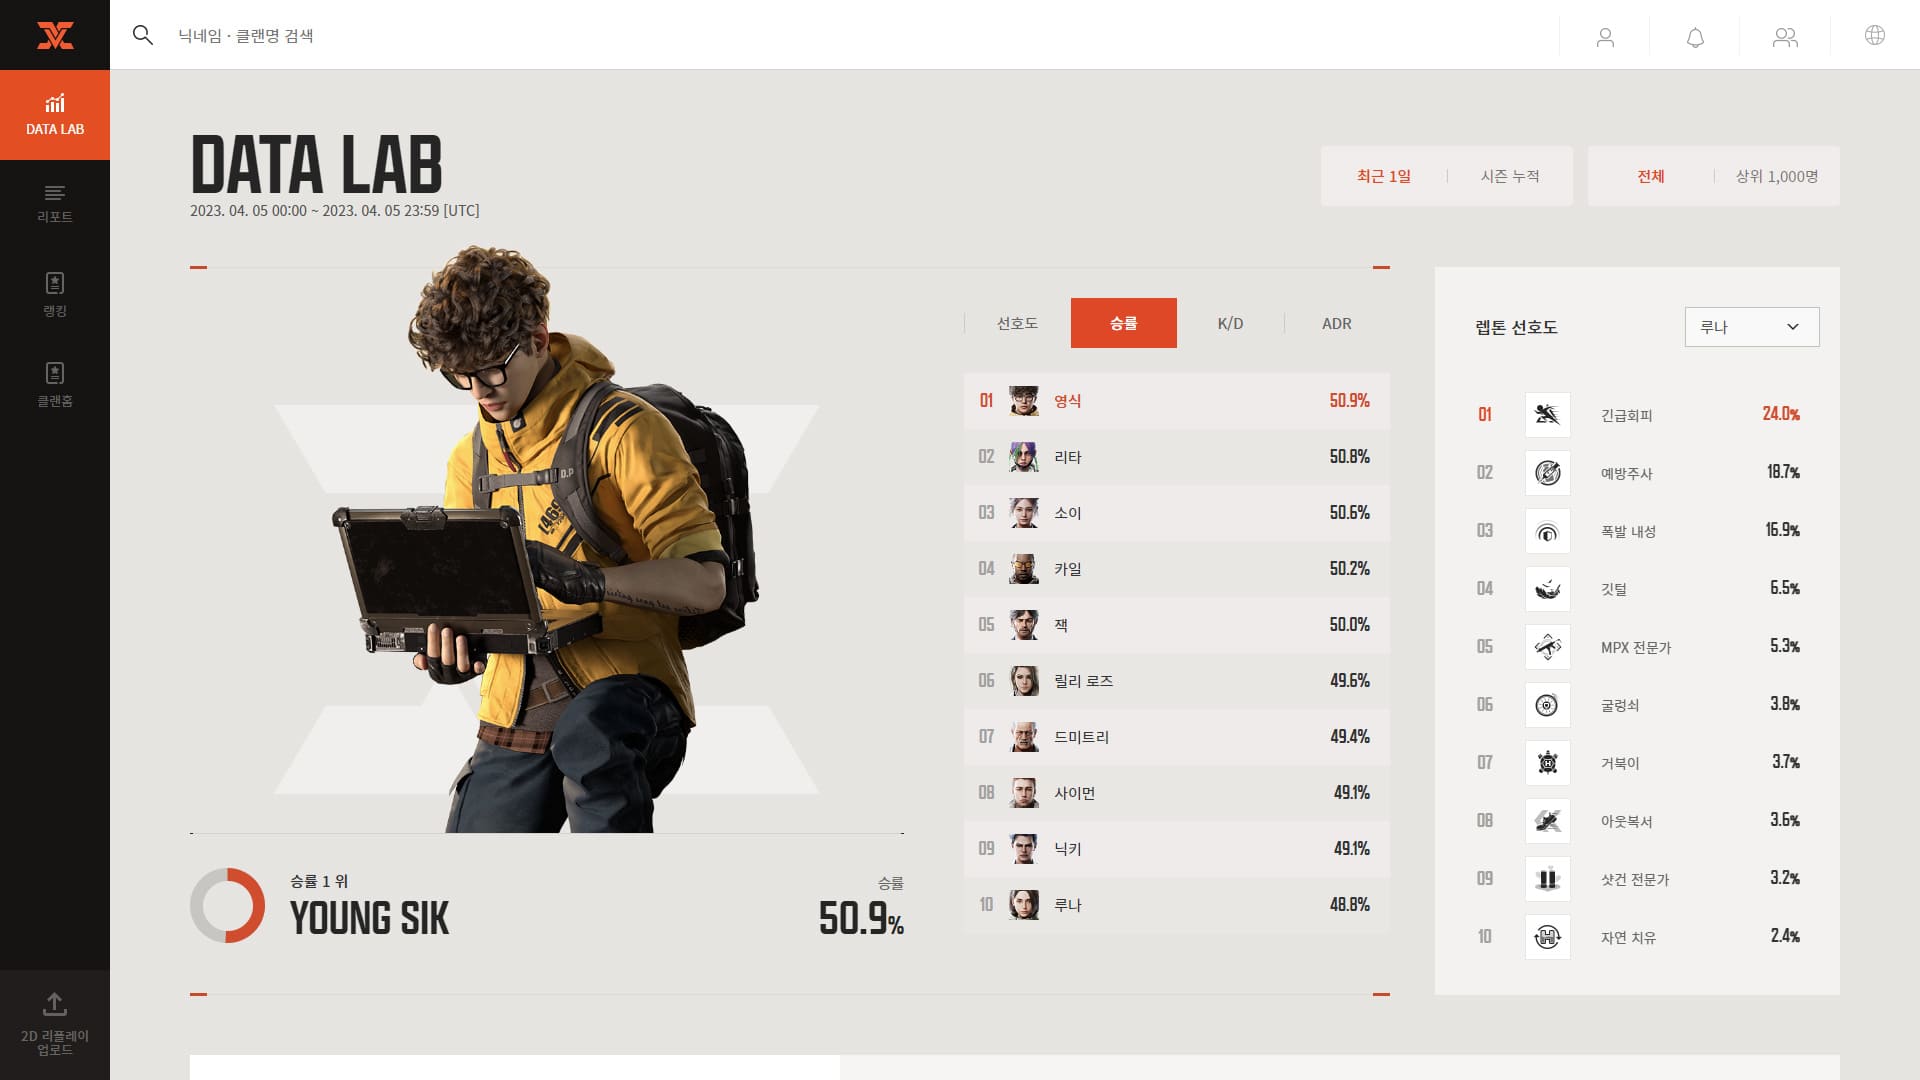 닉네임 · 클랜명 검색
DATA LAB
리포트
랭킹
클랜홈
2D 리플레이
업로드
DATA LAB
2023. 04. 05 00:00 ~ 2023. 04. 05 23:59 [UTC]
최근 1일
시즌 누적
전체
상위 1,000명
D.P
승률 1 위
YOUNG SIK
승률
50.9%
선호도
승률
K/D
ADR
01 영식 50.9%
02 리타 50.8%
03 소이 50.6%
04 카일 50.2%
05 잭 50.0%
06 릴리 로즈 49.6%
07 드미트리 49.4%
08 사이먼 49.1%
09 닉키 49.1%
10 루나 48.8%
렙톤 선호도
루나
01 긴급회피 24.0%
02 예방주사 18.7%
03 폭발 내성 16.9%
04 깃털 6.5%
05 MPX 전문가 5.3%
06 굴렁쇠 3.8%
07 거북이 3.7%
08 아웃복서 3.6%
09 샷건 전문가 3.2%
10 자연 치유 2.4%